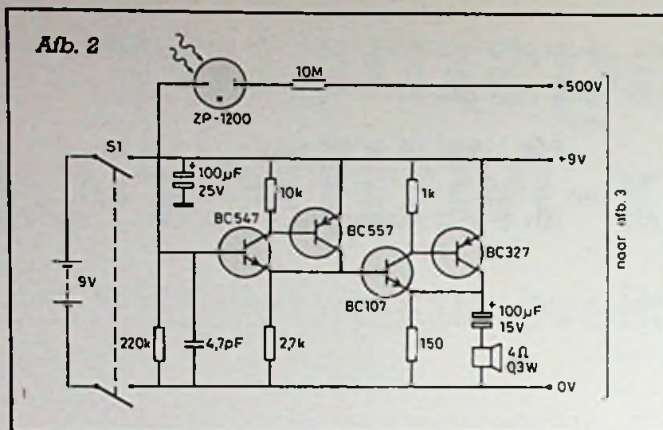 Afb. 2
ZP-1200
10M
+500V
S1
+9V
+
100µF
25V
10k
1k
BC547
BC557
BC327
BC107
naar afb. 3
9V
+
100µF
15V
220k
4,7pF
2,7k
150
4Ω
0,3W
0V